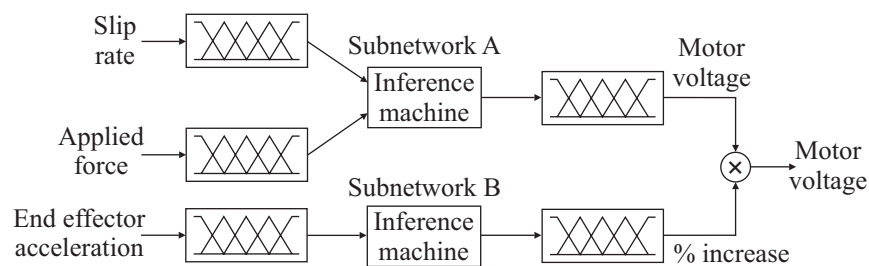 Slip
rate
Subnetwork A
Inference
machine
Motor
voltage
Applied
force
Motor
voltage
Subnetwork B
End effector
acceleration
Inference
machine
% increase